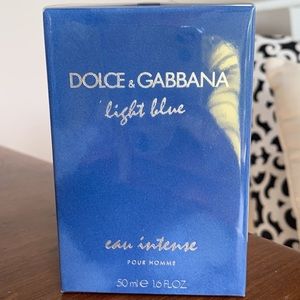 DOLCE & GABBANA
light blue
eau intense
POUR HOMME
50 ml e 1.6 FL.OZ